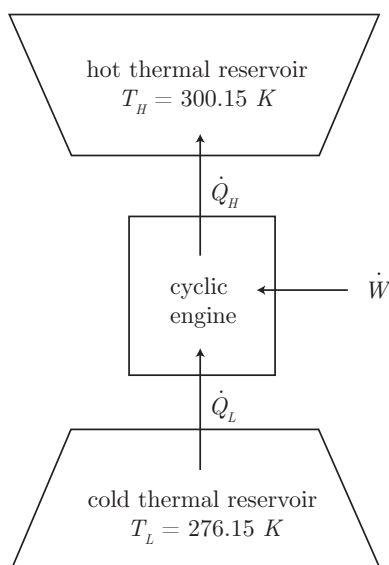 hot thermal reservoir
T_H = 300.15 K
Q̇_H
cyclic
engine
Ẇ
Q̇_L
cold thermal reservoir
T_L = 276.15 K